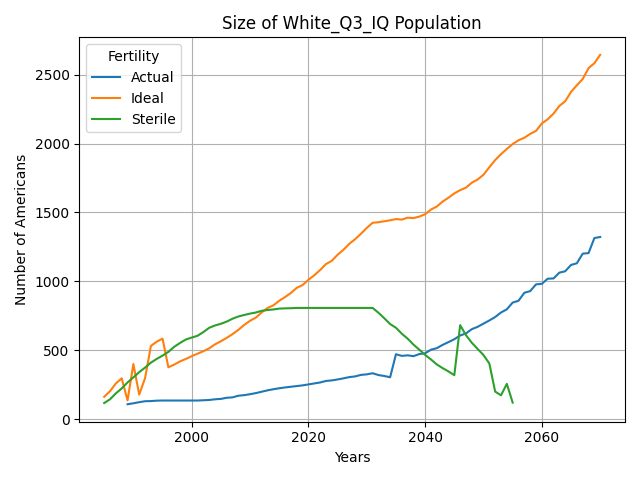 Size of White_Q3_IQ Population
Fertility
Actual
Ideal
Sterile
Number of Americans
2500
2000
1500
1000
500
0
2000 2020 2040 2060
Years